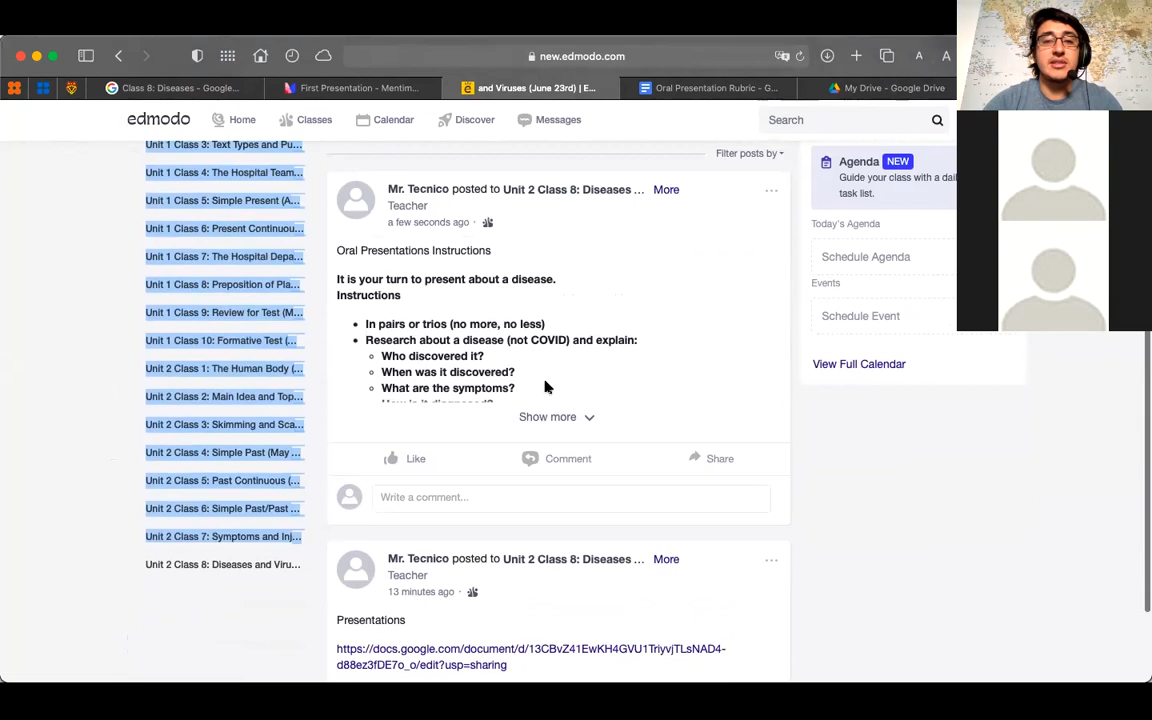 new.edmodo.com
A
A
Class 8: Diseases - Google...
First Presentation - Mentim...
and Viruses (June 23rd) | E...
Oral Presentation Rubric - G...
My Drive - Google Drive
edmodo
Home
Classes
Calendar
Discover
Messages
Search
Unit 1 Class 3: Text Types and Pu...
Unit 1 Class 4: The Hospital Team...
Unit 1 Class 5: Simple Present (A...
Unit 1 Class 6: Present Continuou...
Unit 1 Class 7: The Hospital Depa...
Unit 1 Class 8: Preposition of Pla...
Unit 1 Class 9: Review for Test (M...
Unit 1 Class 10: Formative Test (...
Unit 2 Class 1: The Human Body (...
Unit 2 Class 2: Main Idea and Top...
Unit 2 Class 3: Skimming and Sca...
Unit 2 Class 4: Simple Past (May ...
Unit 2 Class 5: Past Continuous (...
Unit 2 Class 6: Simple Past/Past ...
Unit 2 Class 7: Symptoms and Inj...
Unit 2 Class 8: Diseases and Viru...
Filter posts by
Mr. Tecnico posted to Unit 2 Class 8: Diseases ... More
Teacher
a few seconds ago ·
Oral Presentations Instructions
It is your turn to present about a disease.
Instructions
In pairs or trios (no more, no less)
Research about a disease (not COVID) and explain:
Who discovered it?
When was it discovered?
What are the symptoms?
Show more
Like
Comment
Share
Write a comment...
Mr. Tecnico posted to Unit 2 Class 8: Diseases ... More
Teacher
13 minutes ago ·
Presentations
https://docs.google.com/document/d/13CBvZ41EwKH4GVU1TriyvjTLsNAD4-
d88ez3fDE7o_o/edit?usp=sharing
Agenda NEW
Guide your class with a dail
task list.
Today's Agenda
Schedule Agenda
Events
Schedule Event
View Full Calendar